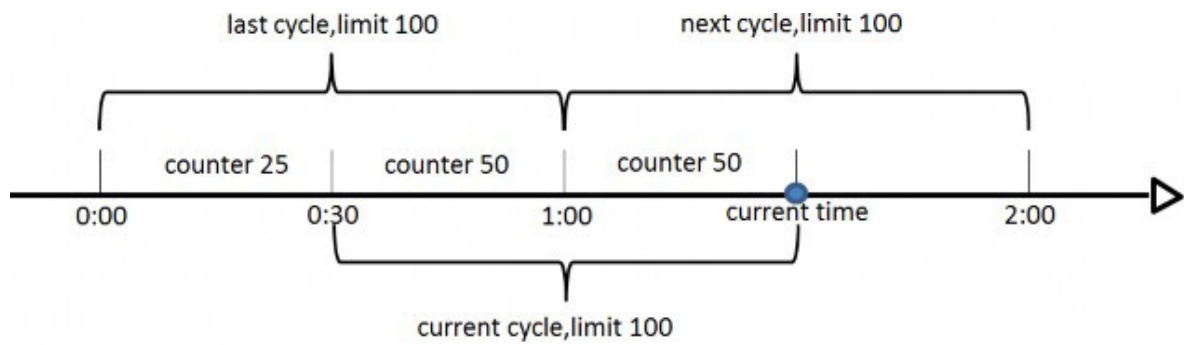 last cycle,limit 100
next cycle,limit 100
counter 25
counter 50
counter 50
0:00
0:30
1:00
current time
2:00
current cycle,limit 100